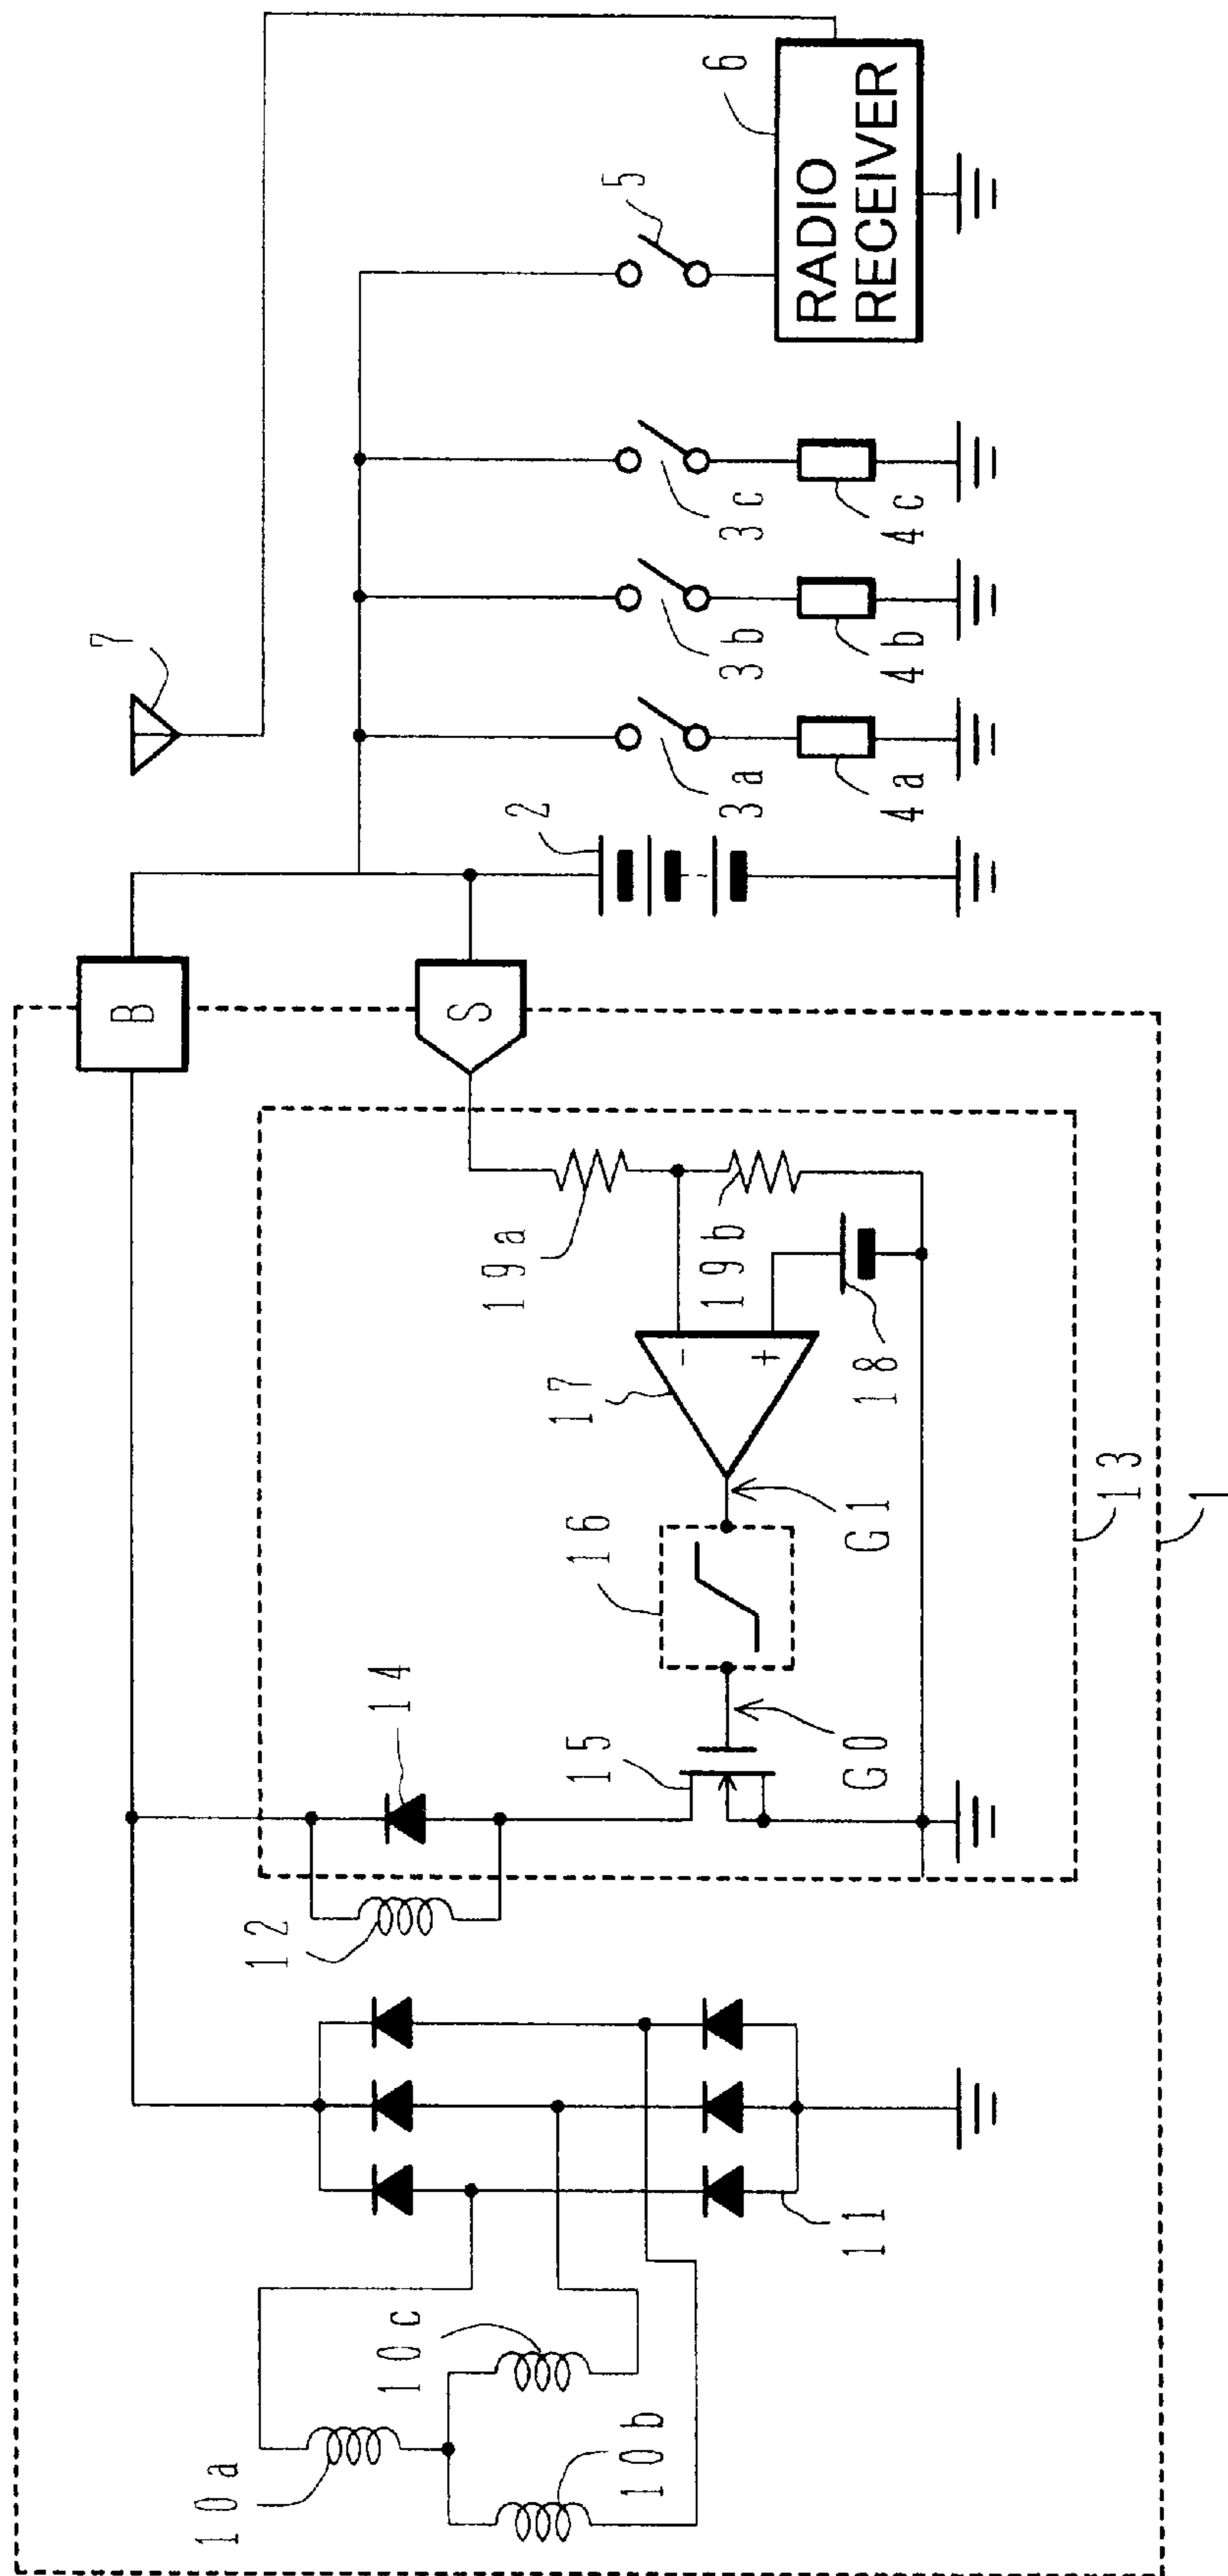 10a
10b
10c
11
12
14
15
G0
16
G1
17
-
+
18
19a
19b
13
1
B
S
2
7
3a
3b
3c
4a
4b
4c
5
6
RADIO
RECEIVER